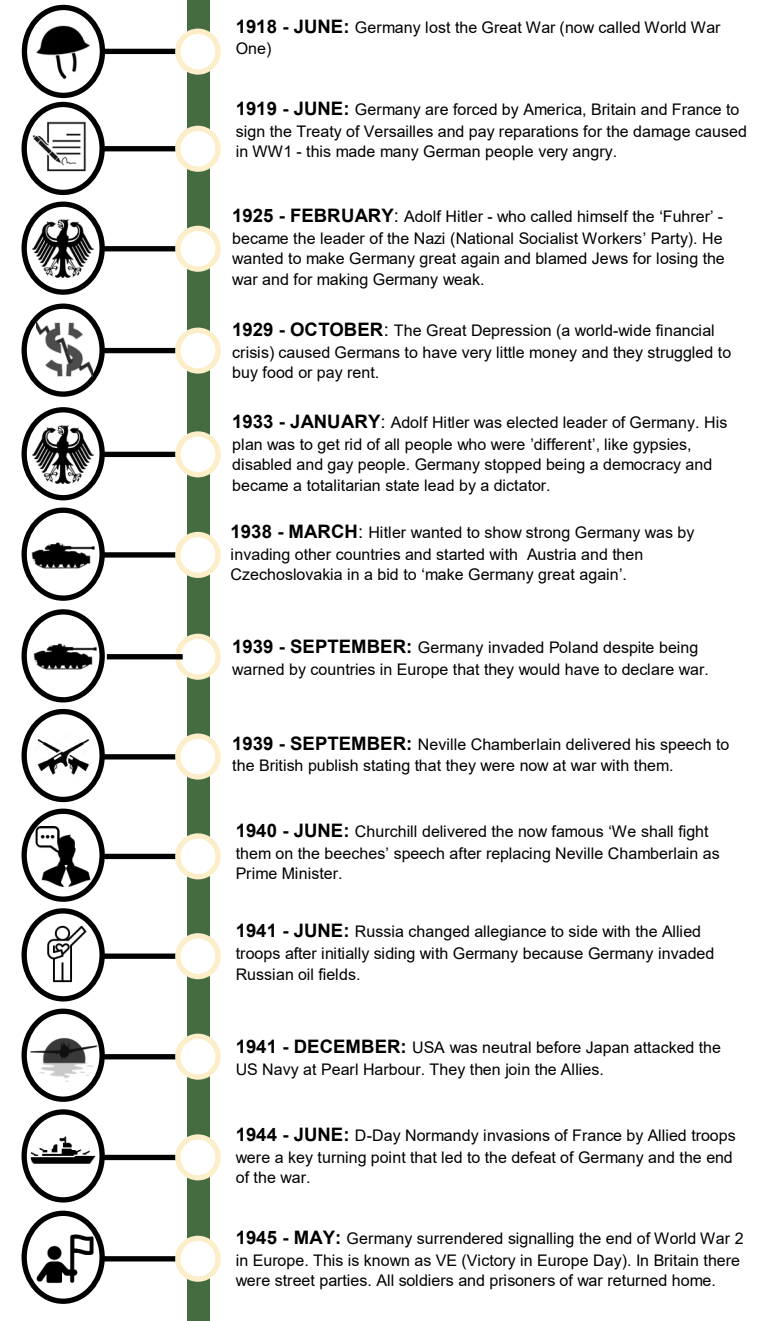 1918 - JUNE: Germany lost the Great War (now called World War
One)
1919 - JUNE: Germany are forced by America, Britain and France to
sign the Treaty of Versailles and pay reparations for the damage caused
in WW1 - this made many German people very angry.
1925 - FEBRUARY: Adolf Hitler - who called himself the ‘Fuhrer’ -
became the leader of the Nazi (National Socialist Workers’ Party). He
wanted to make Germany great again and blamed Jews for losing the
war and for making Germany weak.
1929 - OCTOBER: The Great Depression (a world-wide financial
crisis) caused Germans to have very little money and they struggled to
buy food or pay rent.
1933 - JANUARY: Adolf Hitler was elected leader of Germany. His
plan was to get rid of all people who were ’different’, like gypsies,
disabled and gay people. Germany stopped being a democracy and
became a totalitarian state lead by a dictator.
1938 - MARCH: Hitler wanted to show strong Germany was by
invading other countries and started with Austria and then
Czechoslovakia in a bid to ‘make Germany great again’.
1939 - SEPTEMBER: Germany invaded Poland despite being
warned by countries in Europe that they would have to declare war.
1939 - SEPTEMBER: Neville Chamberlain delivered his speech to
the British publish stating that they were now at war with them.
1940 - JUNE: Churchill delivered the now famous ‘We shall fight
them on the beeches’ speech after replacing Neville Chamberlain as
Prime Minister.
1941 - JUNE: Russia changed allegiance to side with the Allied
troops after initially siding with Germany because Germany invaded
Russian oil fields.
1941 - DECEMBER: USA was neutral before Japan attacked the
US Navy at Pearl Harbour. They then join the Allies.
1944 - JUNE: D-Day Normandy invasions of France by Allied troops
were a key turning point that led to the defeat of Germany and the end
of the war.
1945 - MAY: Germany surrendered signalling the end of World War 2
in Europe. This is known as VE (Victory in Europe Day). In Britain there
were street parties. All soldiers and prisoners of war returned home.